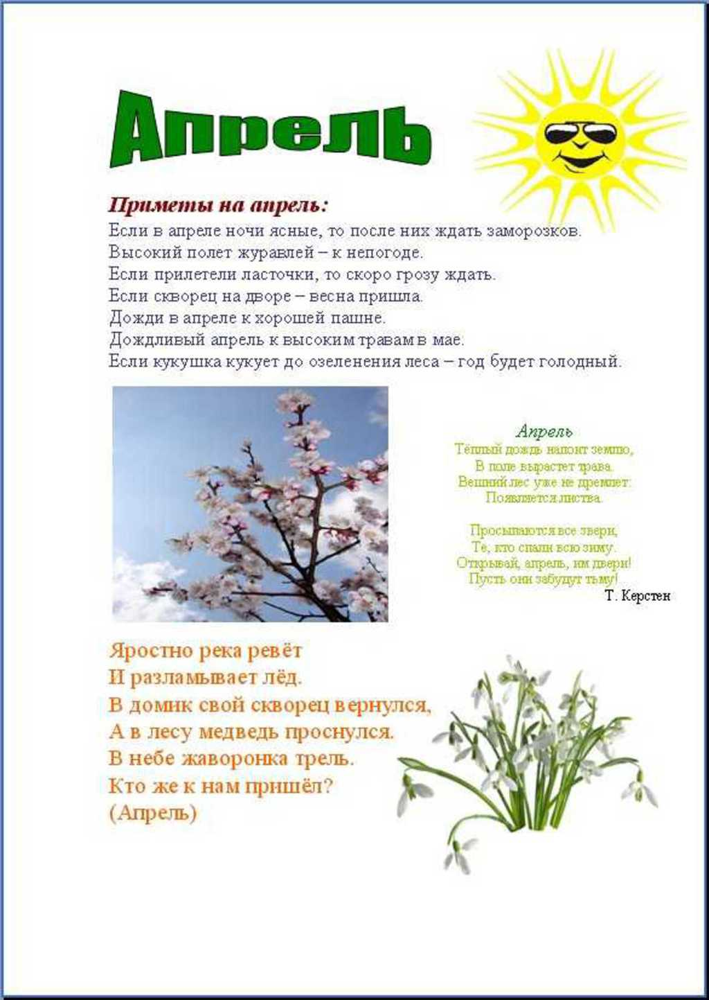 Апрель
Приметы на апрель:
Если в апреле ночи ясные, то после них ждать заморозков.
Высокий полет журавлей – к непогоде.
Если прилетели ласточки, то скоро грозу ждать.
Если скворец на дворе – весна пришла.
Дожди в апреле к хорошей пашне.
Дождливый апрель к высоким травам в мае.
Если кукушка кукует до озеленения леса – год будет голодный.
Апрель
Тёплый дождь напоит землю,
В поле вырастет трава.
Вешний лес уже не дремлет:
Появляется листва.
Просыпаются все звери,
Те, кто спали всю зиму.
Открывай, апрель, им двери!
Пусть они забудут тьму!
Т. Керстен
Яростно река ревёт
И разламывает лёд.
В домик свой скворец вернулся,
А в лесу медведь проснулся.
В небе жаворонка трель.
Кто же к нам пришёл?
(Апрель)